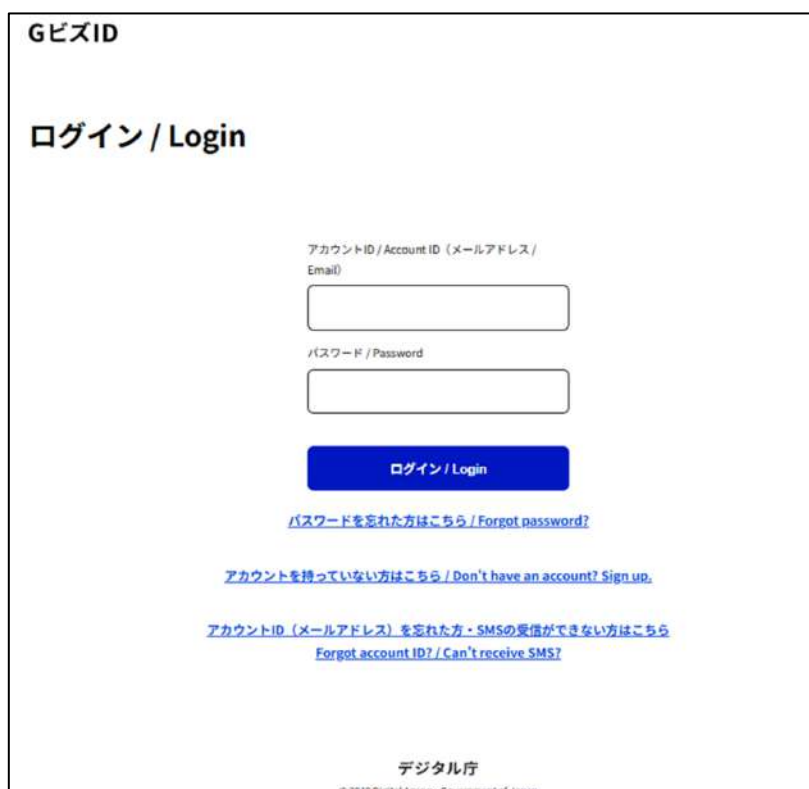 GビズID
ログイン / Login
アカウントID / Account ID（メールアドレス /
Email）
パスワード / Password
ログイン / Login
パスワードを忘れた方はこちら / Forgot password?
アカウントを持っていない方はこちら / Don't have an account? Sign up.
アカウントID（メールアドレス）を忘れた方・SMSの受信ができない方はこちら
Forgot account ID? / Can't receive SMS?
デジタル庁